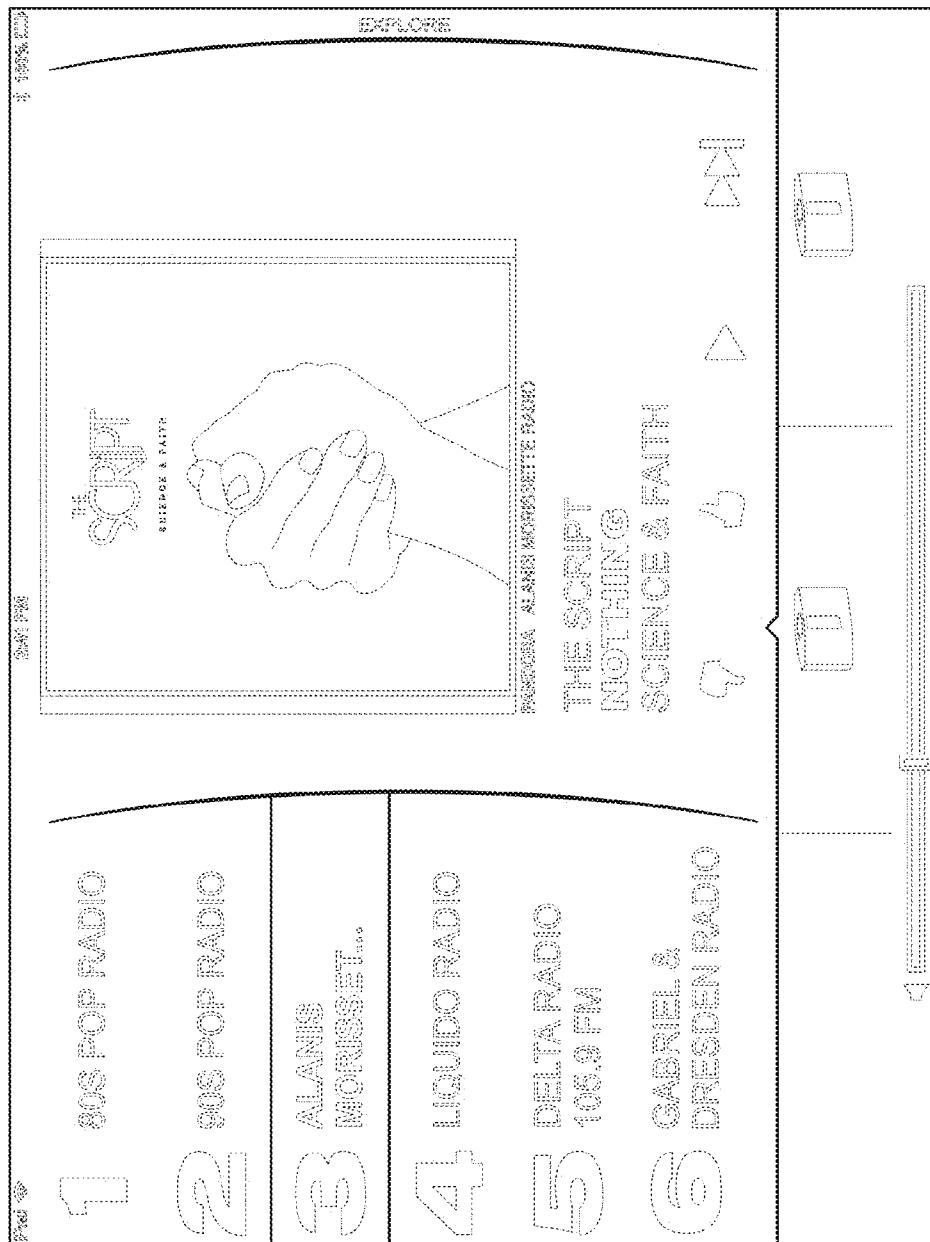 iPad
2:41 PM
100%
1
80S POP RADIO
2
90S POP RADIO
3
ALANIS
MORISSET...
4
LIQUIDO RADIO
5
DELTA RADIO
105.9 FM
6
GABRIEL &
DRESDEN RADIO
THE
SCRIPT
SCIENCE & FAITH
PANDORA ALANIS MORISSETTE RADIO
THE SCRIPT
NOTHING
SCIENCE & FAITH
EXPLORE